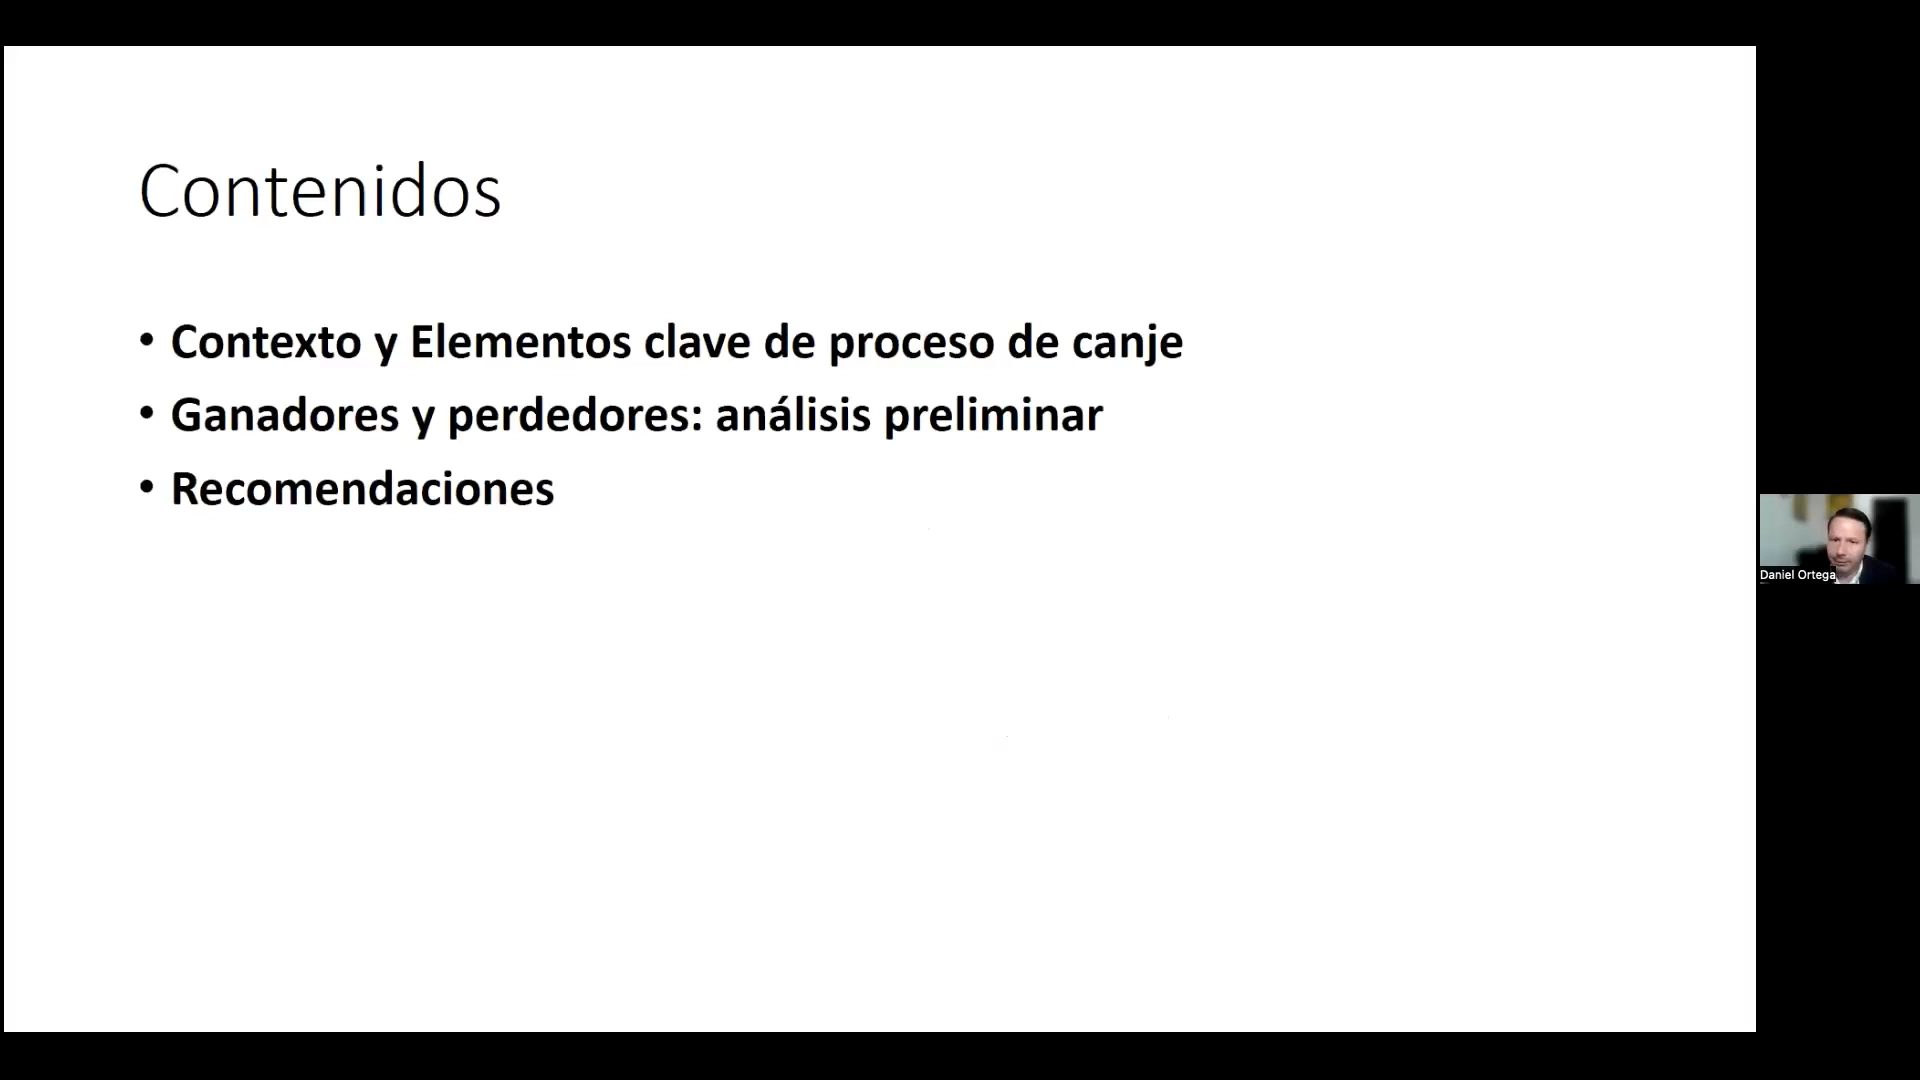 Contenidos
• Contexto y Elementos clave de proceso de canje
• Ganadores y perdedores: análisis preliminar
• Recomendaciones
Daniel Ortega